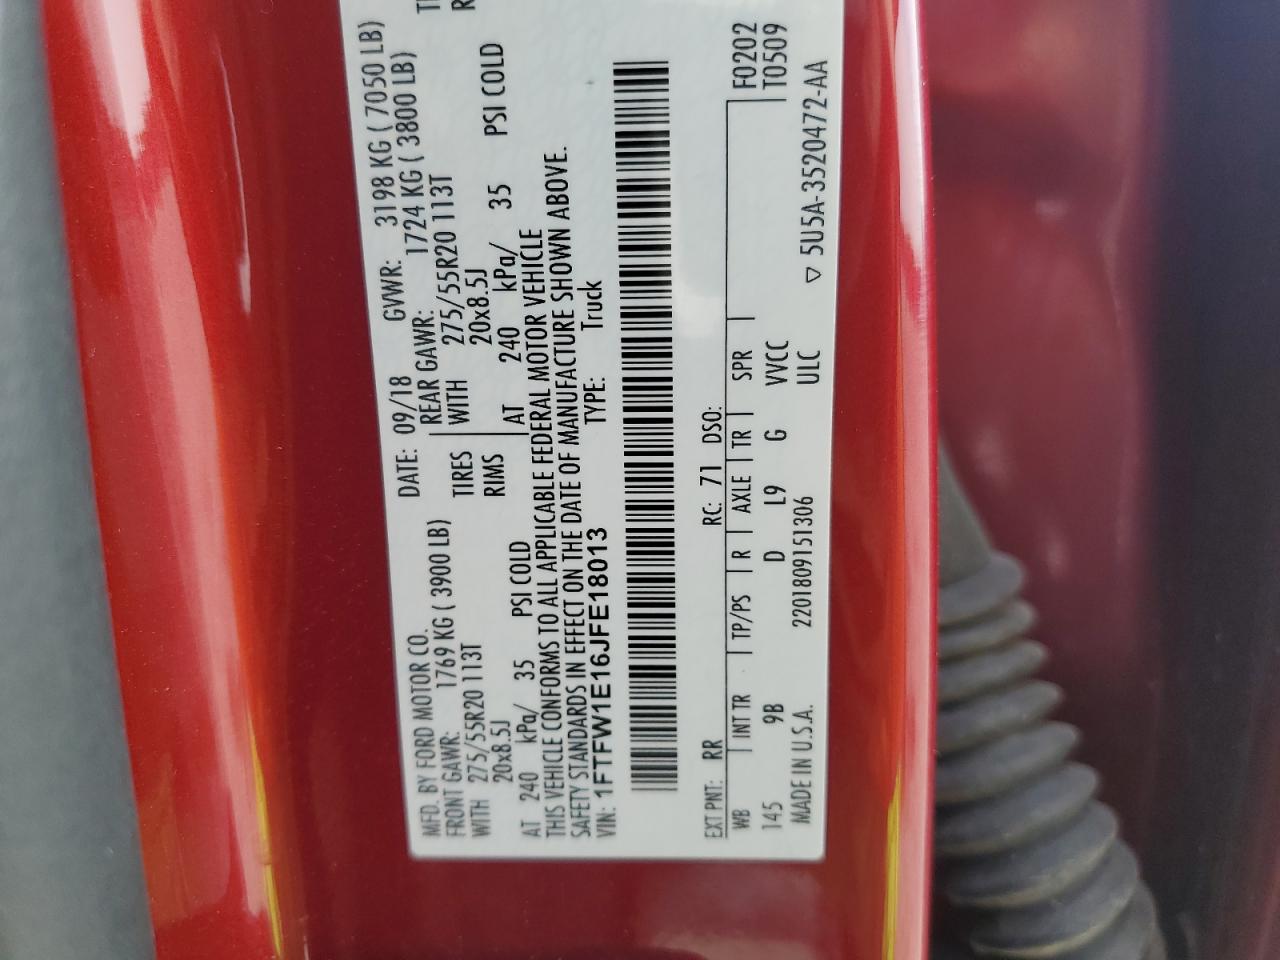 MFD. BY FORD MOTOR CO. DATE: 09/18 GVWR: 3198 KG ( 7050 LB)
FRONT GAWR: 1769 KG ( 3900 LB) REAR GAWR: 1724 KG ( 3800 LB)
WITH 275/55R20 113T TIRES WITH 275/55R20 113T
20x8.5J RIMS 20x8.5J
AT 240 kPa/ 35 PSI COLD AT 240 kPa/ 35 PSI COLD
THIS VEHICLE CONFORMS TO ALL APPLICABLE FEDERAL MOTOR VEHICLE
SAFETY STANDARDS IN EFFECT ON THE DATE OF MANUFACTURE SHOWN ABOVE.
VIN: 1FTFW1E16JFE18013 TYPE: Truck
EXT PNT: RR RC: 71 DSO: F0202
WB INT TR TP/PS R AXLE TR SPR T0509
145 9B D L9 G VVCC
MADE IN U.S.A. 2201809151306 ULC ▽ 5U5A-3520472-AA